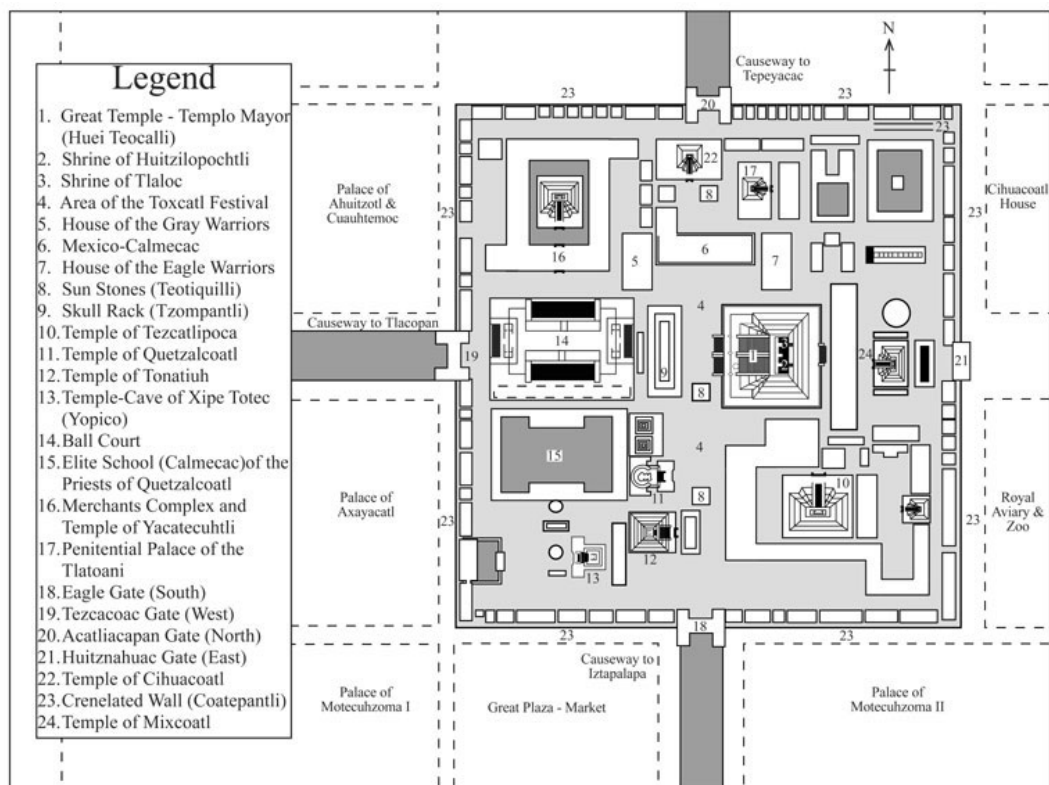 Legend
1. Great Temple - Templo Mayor
(Huei Teocalli)
2. Shrine of Huitzilopochtli
3. Shrine of Tlaloc
4. Area of the Toxcatl Festival
5. House of the Gray Warriors
6. Mexico-Calmecac
7. House of the Eagle Warriors
8. Sun Stones (Teotiquilli)
9. Skull Rack (Tzompantli)
10. Temple of Tezcatlipoca
11. Temple of Quetzalcoatl
12. Temple of Tonatiuh
13. Temple-Cave of Xipe Totec
(Yopico)
14. Ball Court
15. Elite School (Calmecac)of the
Priests of Quetzalcoatl
16. Merchants Complex and
Temple of Yacatecuhtli
17. Penitential Palace of the
Tlatoani
18. Eagle Gate (South)
19. Tezcacoac Gate (West)
20. Acatliacapan Gate (North)
21. Huitznahuac Gate (East)
22. Temple of Cihuacoatl
23. Crenelated Wall (Coatepantli)
24. Temple of Mixcoatl
Causeway to
Tepeyacac
N
23
20
23
23
22
17
8
Palace of
Ahuitzotl &
Cuauhtemoc
23
Cihuacoatl
House
23
16
5
6
7
4
Causeway to Tlacopan
19
14
9
1
24
21
8
4
15
11
10
8
Palace of
Axayacatl
23
Royal
Aviary &
Zoo
23
13
12
23
18
23
Causeway to
Iztapalapa
Palace of
Motecuhzoma I
Great Plaza - Market
Palace of
Motecuhzoma II